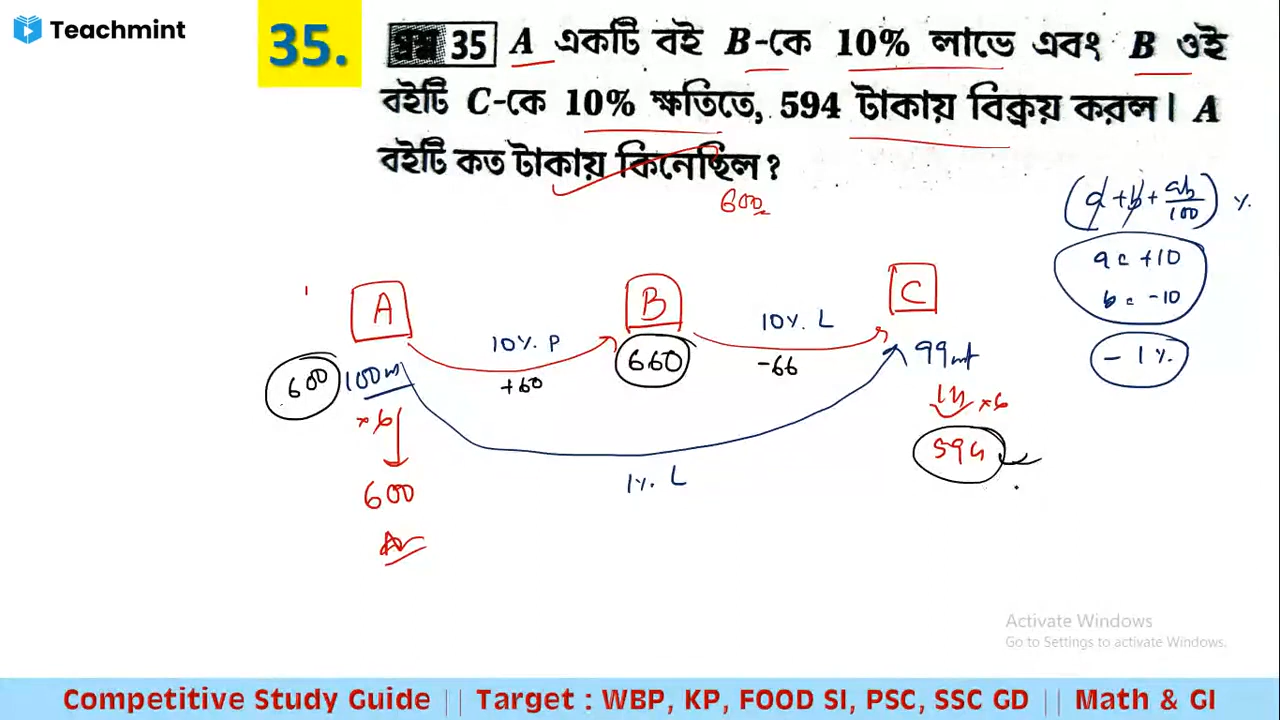 Teachmint
35.
প্রশ্ন 35 A একটি বই B-কে 10% লাভে এবং B ওই
বইটি C-কে 10% ক্ষতিতে, 594 টাকায় বিক্রয় করল। A
বইটি কত টাকায় কিনেছিল?
600
(a + b + ab/100) %.
a = +10
b = -10
- 1%.
A
B
C
10%. P
10%. L
+60
-66
600
100
660
99
×6
×6
594
1%. L
600
Activate Windows
Go to Settings to activate Windows.
Competitive Study Guide || Target : WBP, KP, FOOD SI, PSC, SSC GD || Math & GI